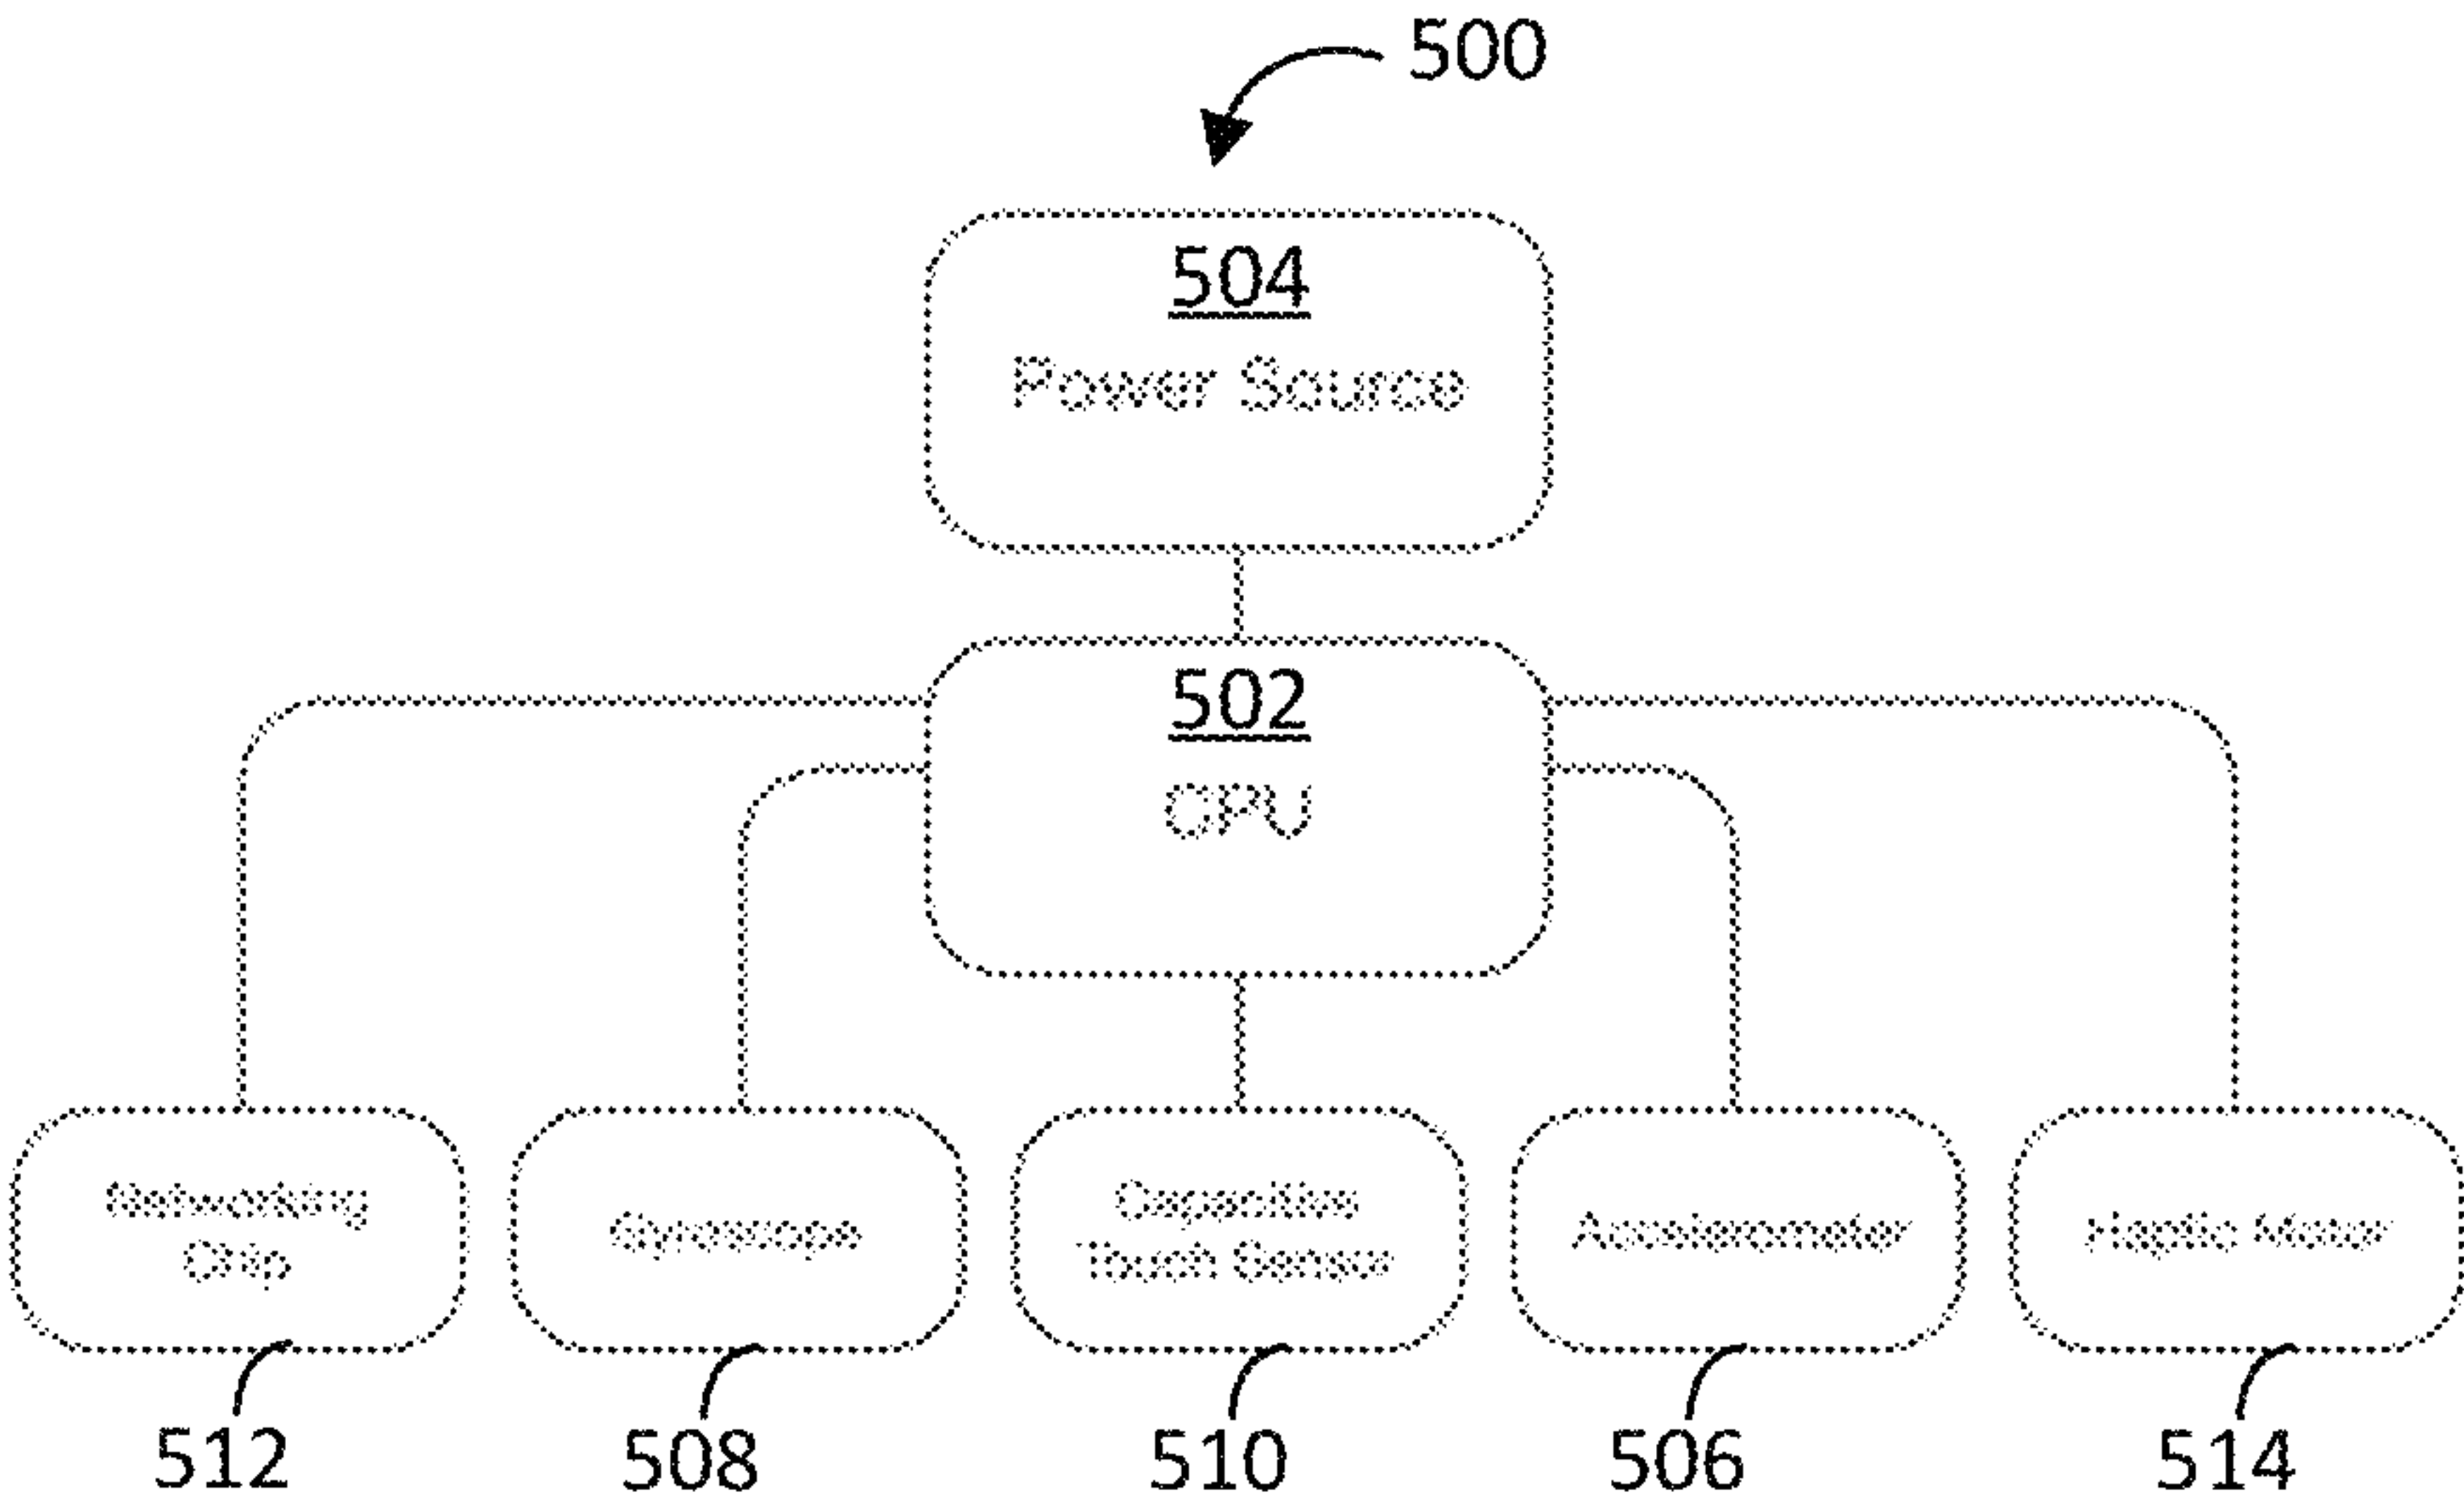 500
504
Power Source
502
CPU
Networking
Chip
Gyroscope
Capacitive
Touch Sensor
Accelerometer
Haptic Motor
512
508
510
506
514